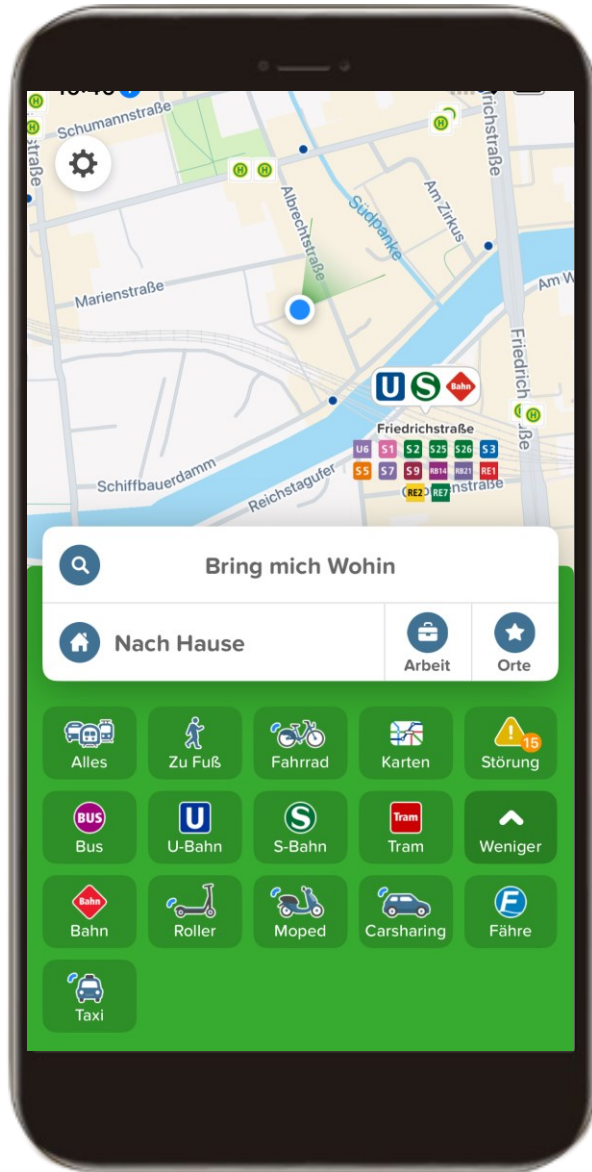 Schumannstraße
Albrechtstraße
Südpanke
Am Zirkus
Marienstraße
Am W
Friedrich
U S Bahn
Friedrichstraße
U6 S1 S2 S25 S26 S3
S5 S7 S9 RB14 RB21 RE1
RE2 RE7
Schiffbauerdamm
Reichstagufer
Bring mich Wohin
Nach Hause
Arbeit
Orte
15
Alles
Zu Fuß
Fahrrad
Karten
Störung
BUS
U
S
Tram
Bus
U-Bahn
S-Bahn
Tram
Weniger
Bahn
F
Bahn
Roller
Moped
Carsharing
Fähre
Taxi